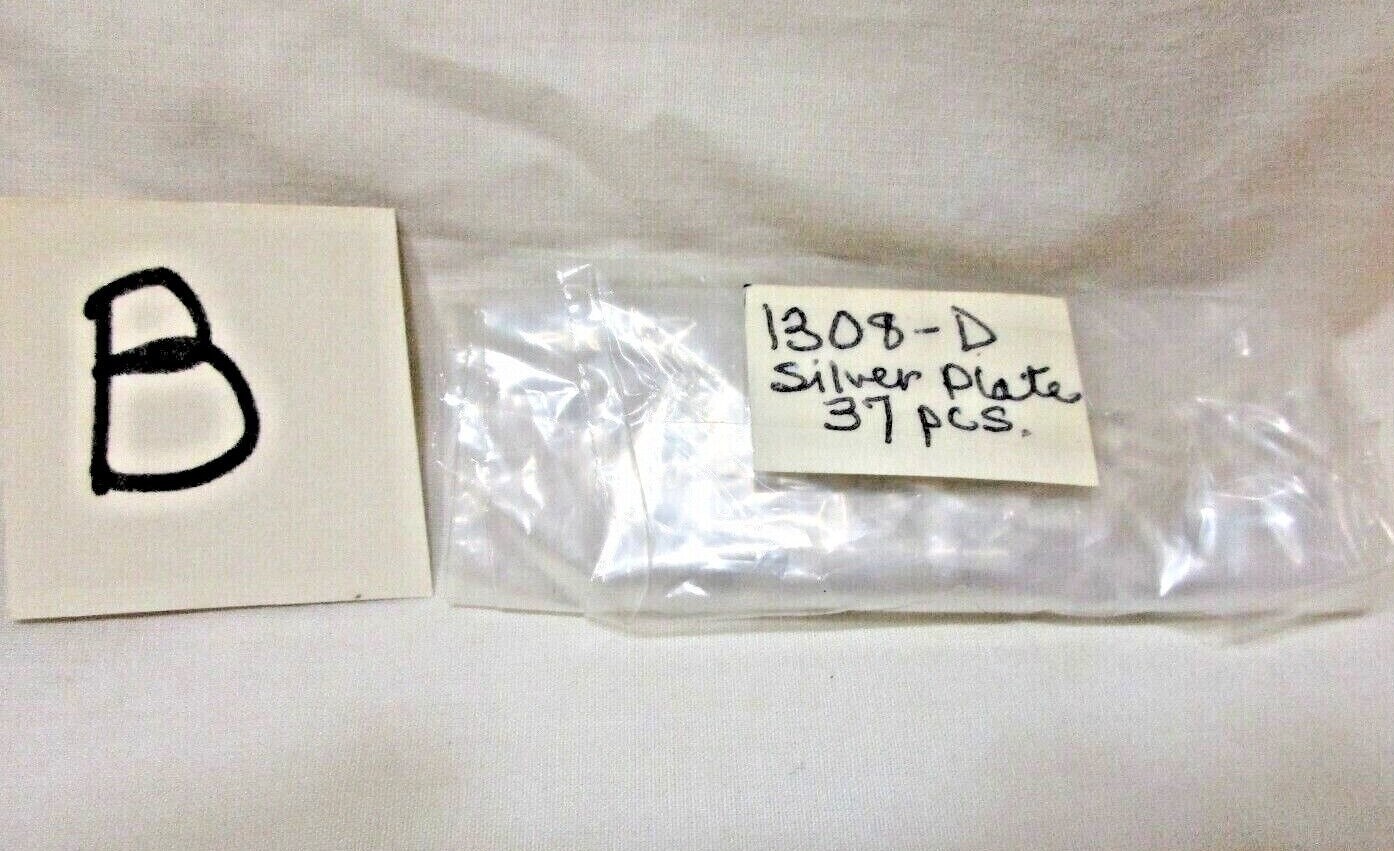 B
1308-D
Silver Plate
37 pcs.